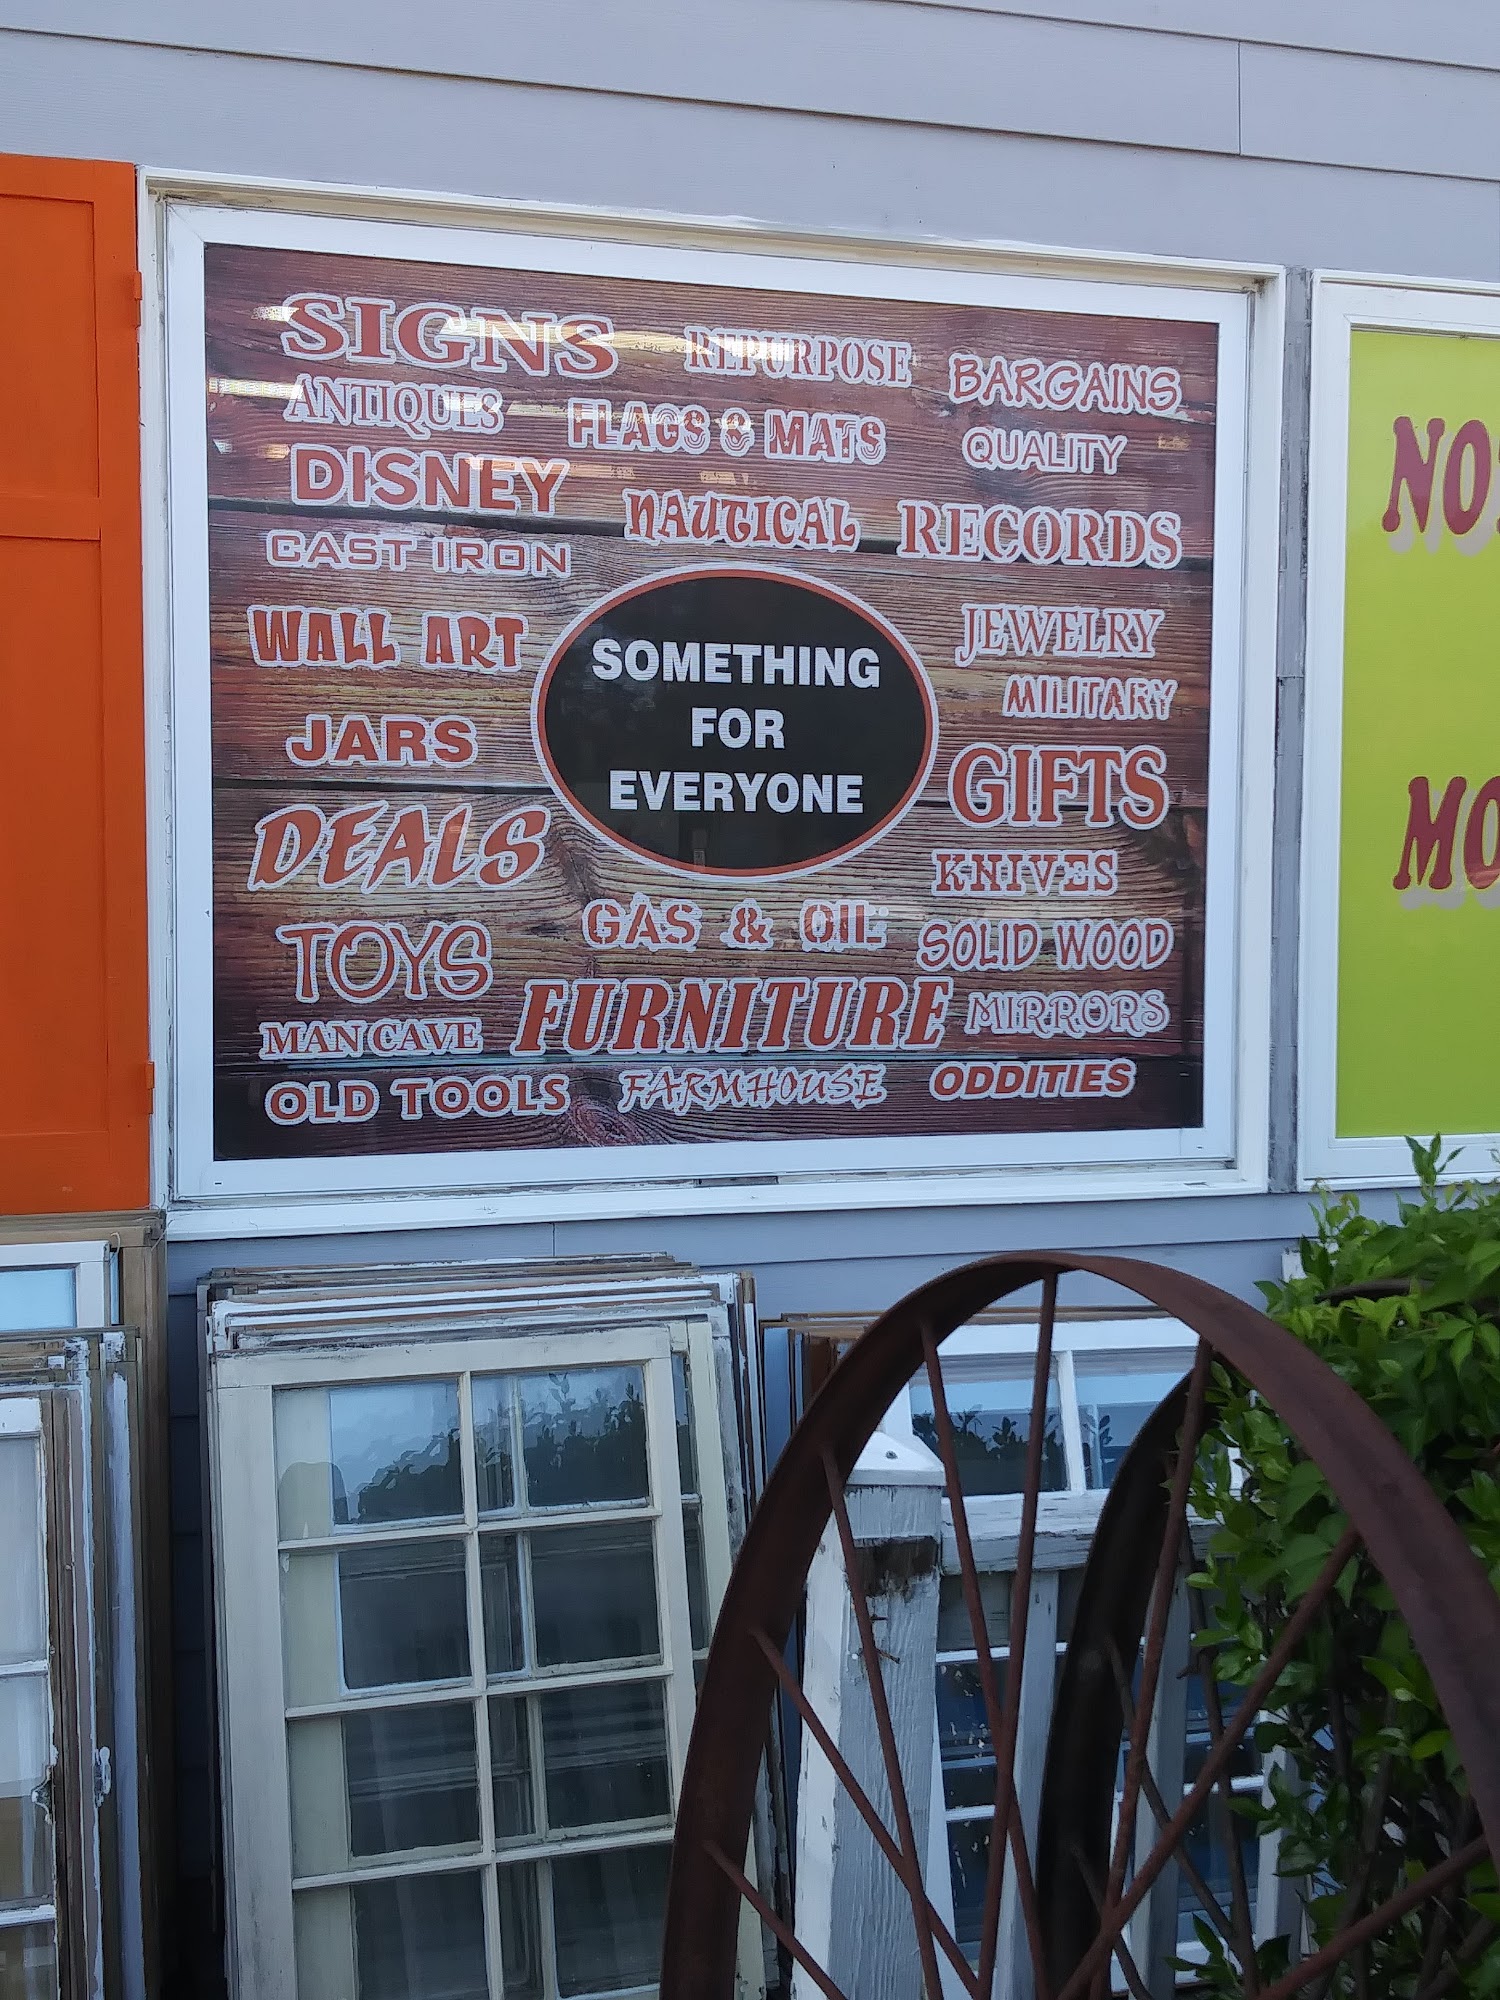 SIGNS
REPURPOSE
BARGAINS
ANTIQUES
FLAGS & MATS
QUALITY
DISNEY
NAUTICAL
RECORDS
CAST IRON
WALL ART
JEWELRY
SOMETHING
FOR
EVERYONE
MILITARY
JARS
GIFTS
DEALS
KNIVES
GAS & OIL
SOLID WOOD
TOYS
FURNITURE
MIRRORS
MAN CAVE
OLD TOOLS
FARMHOUSE
ODDITIES